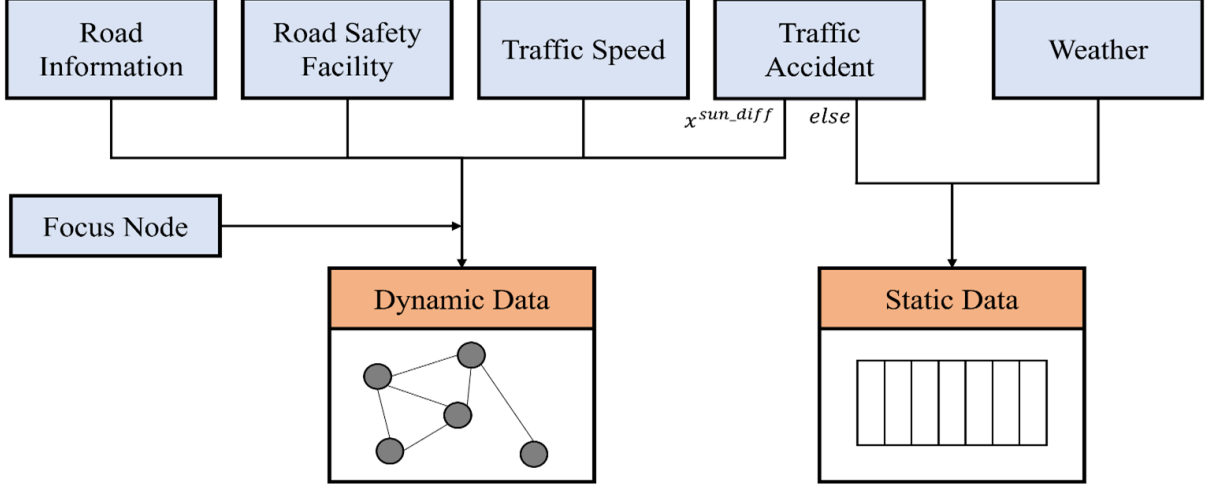 Road
Information
Road Safety
Facility
Traffic Speed
Traffic
Accident
Weather
x^sun_diff
else
Focus Node
Dynamic Data
Static Data